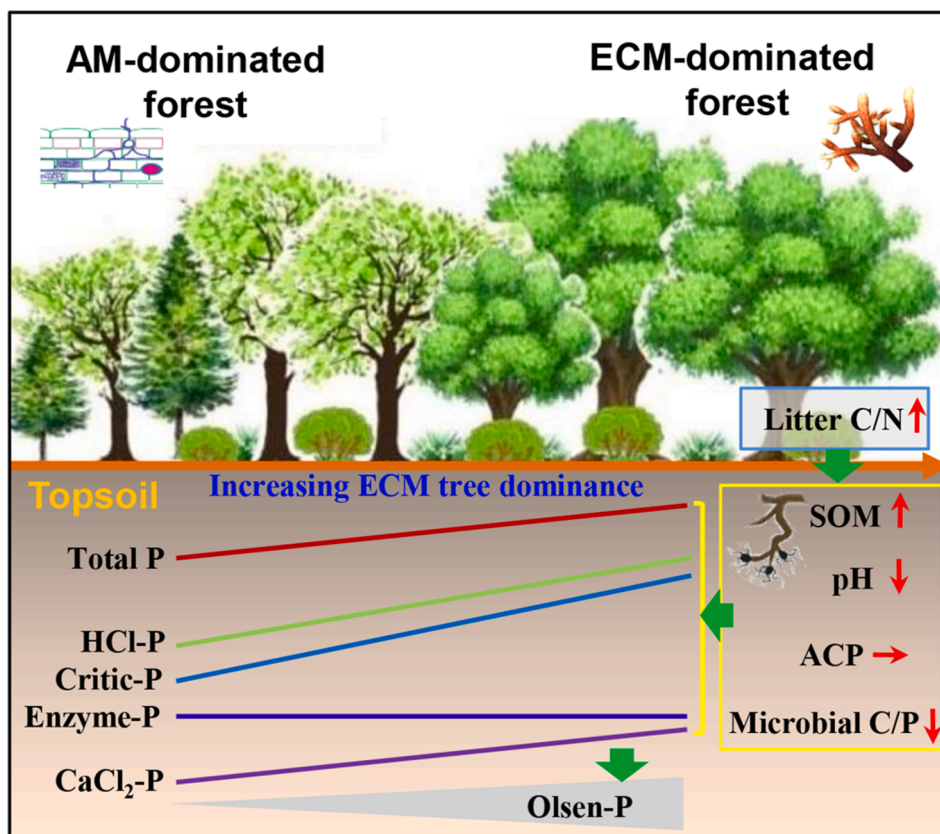 AM-dominated
forest
ECM-dominated
forest
Litter C/N
Topsoil
Increasing ECM tree dominance
Total P
HCl-P
Critic-P
Enzyme-P
CaCl₂-P
Olsen-P
SOM
pH
ACP
Microbial C/P